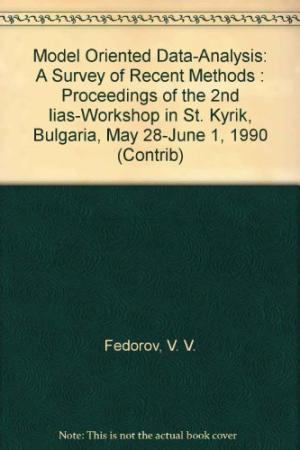 Model Oriented Data-Analysis:
A Survey of Recent Methods :
Proceedings of the 2nd
Iias-Workshop in St. Kyrik,
Bulgaria, May 28-June 1, 1990
(Contrib)
Fedorov, V. V.
Note: This is not the actual book cover